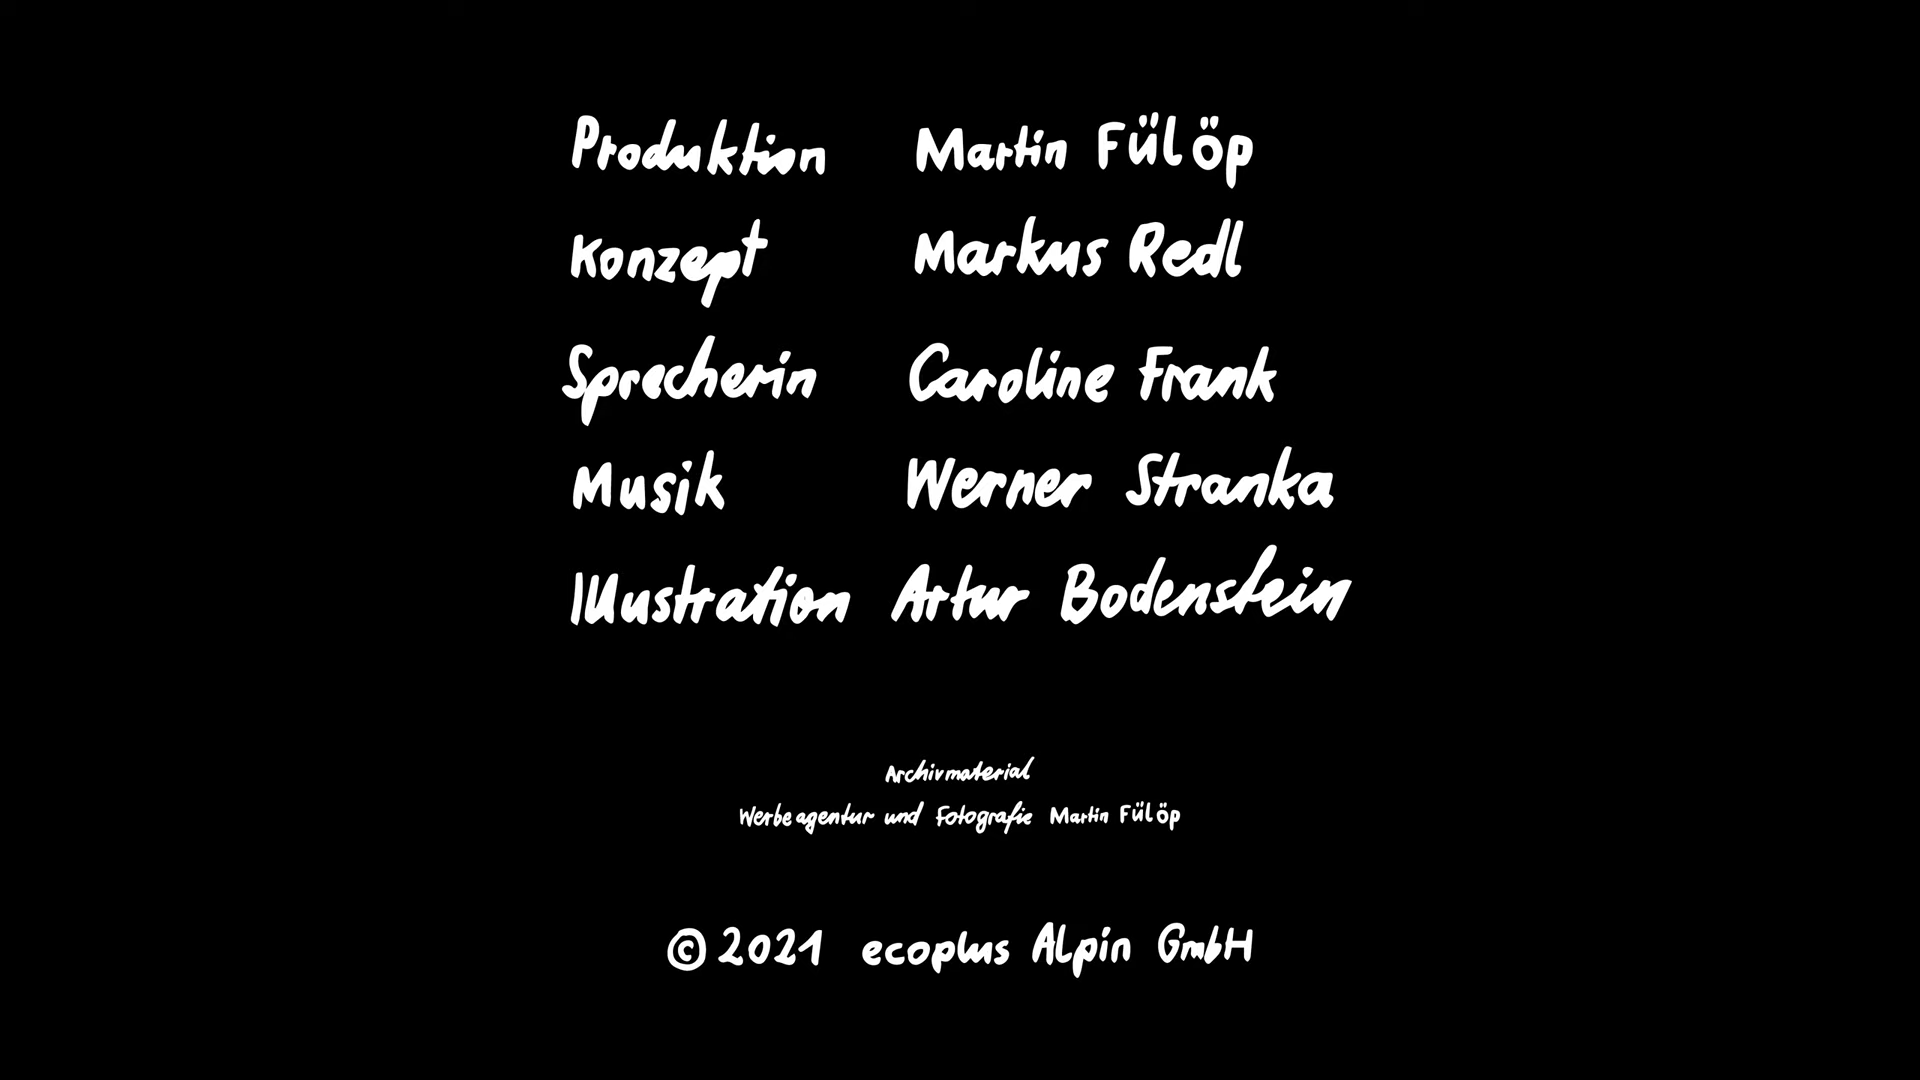 Produktion Martin Fülöp
Konzept Markus Redl
Sprecherin Caroline Frank
Musik Werner Stranka
Illustration Artur Bodenstein
Archivmaterial
Werbeagentur und Fotografie Martin Fülöp
© 2021 ecoplus Alpin GmbH